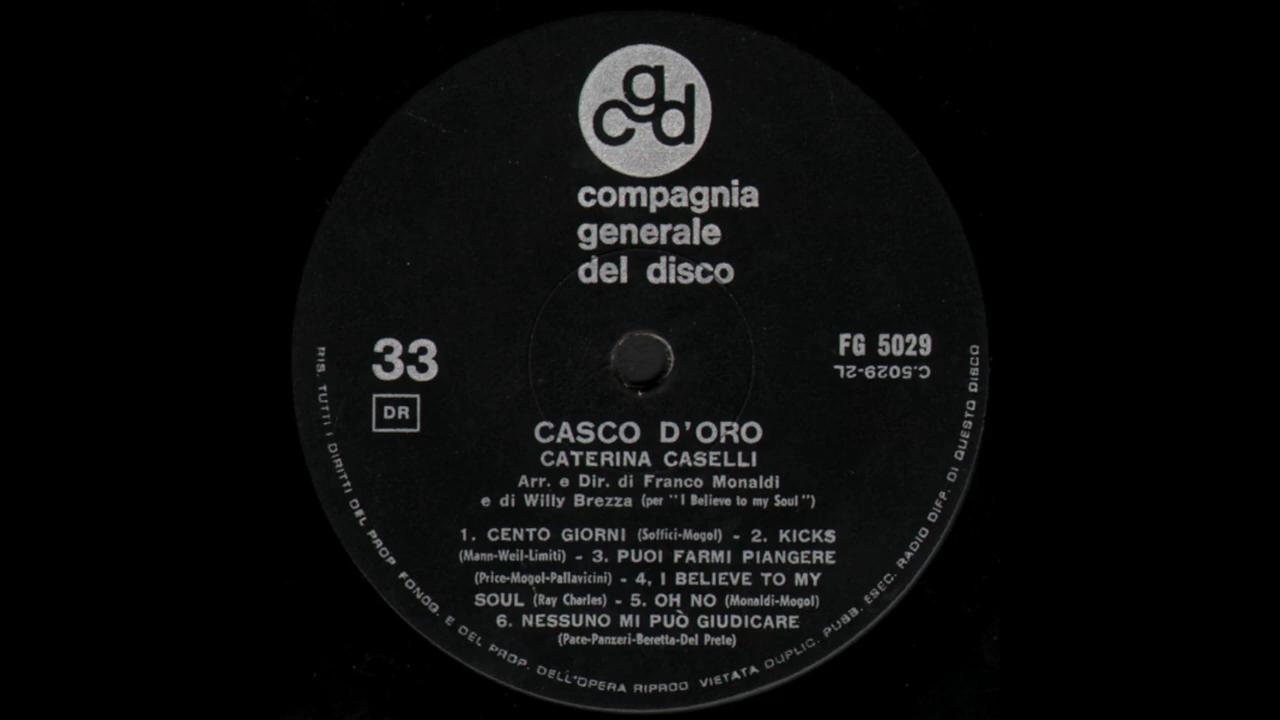 cgd
compagnia
generale
del disco
33
DR
FG 5029
C.5029-2L
CASCO D'ORO
CATERINA CASELLI
Arr. e Dir. di Franco Monaldi
e di Willy Brezza (per "I Believe to my Soul")
1. CENTO GIORNI (Soffici-Mogol) - 2. KICKS
(Mann-Weil-Limiti) - 3. PUOI FARMI PIANGERE
(Price-Mogol-Pallavicini) - 4, I BELIEVE TO MY
SOUL (Ray Charles) - 5. OH NO (Monaldi-Mogol)
6. NESSUNO MI PUÒ GIUDICARE
(Pace-Panzeri-Beretta-Del Prete)
RIS. TUTTI I DIRITTI DEL PROP. FONOG. E DEL PROP. DELL'OPERA RIPROD VIETATA DUPLIC. PUBB. ESEC. RADIO DIFF. DI QUESTO DISCO